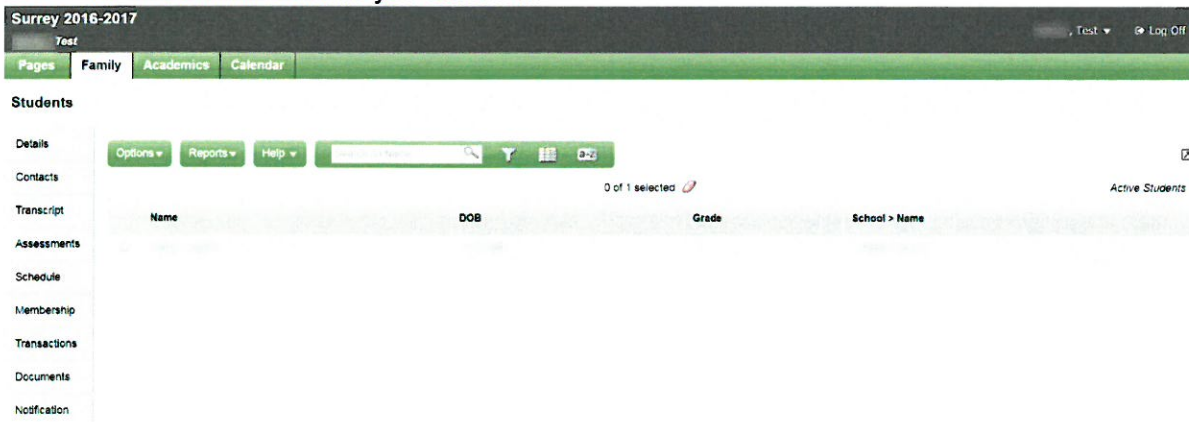 Surrey 2016-2017
Test
, Test Log Off
Pages Family Academics Calendar
Students
Details
Contacts
Transcript
Assessments
Schedule
Membership
Transactions
Documents
Notification
Options Reports Help a-z
0 of 1 selected
Active Students
Name DOB Grade School > Name